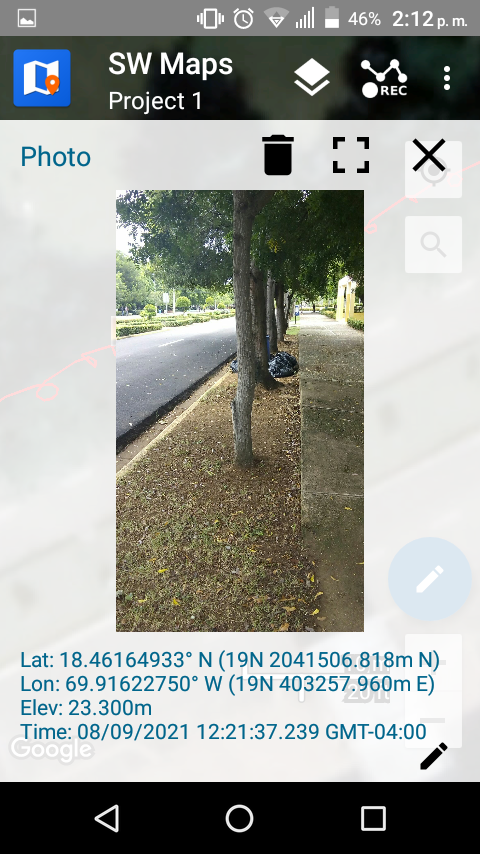 46% 2:12 p. m.
SW Maps
Project 1
REC
Photo
Lat: 18.46164933° N (19N 2041506.818m N)
Lon: 69.91622750° W (19N 403257.960m E)
Elev: 23.300m
Time: 08/09/2021 12:21:37.239 GMT-04:00
Google